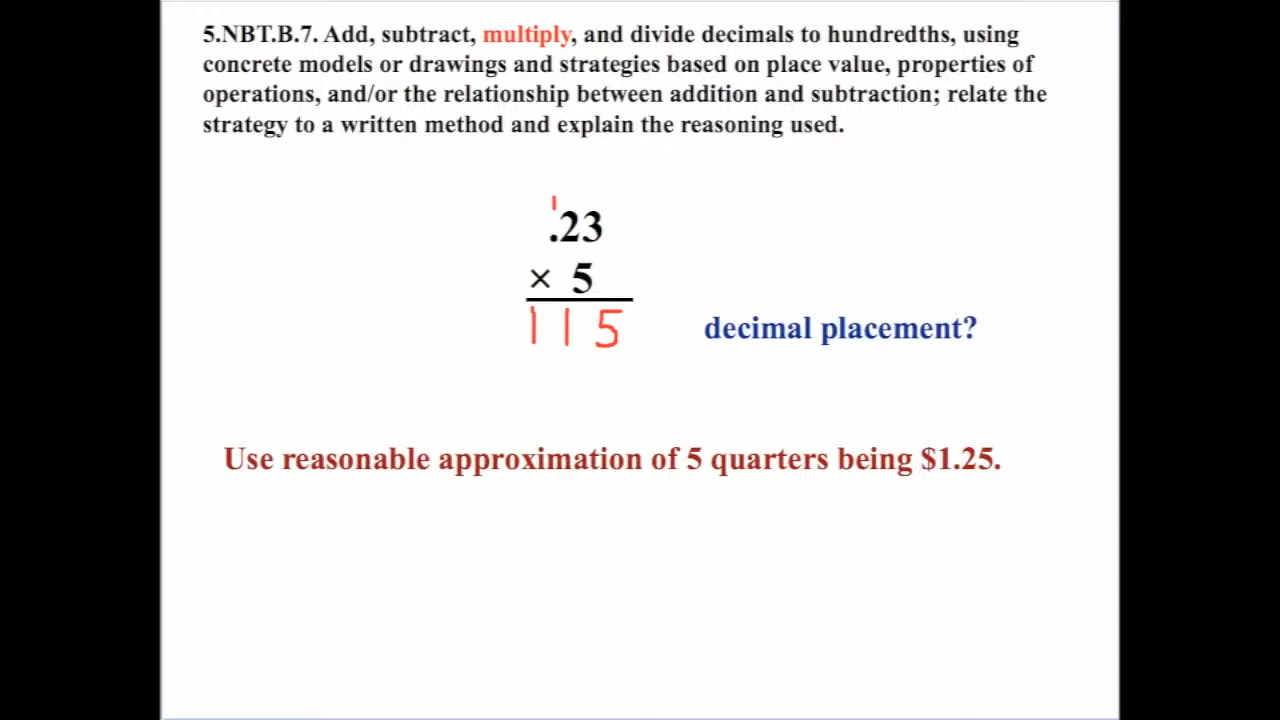 5.NBT.B.7. Add, subtract, multiply, and divide decimals to hundredths, using
concrete models or drawings and strategies based on place value, properties of
operations, and/or the relationship between addition and subtraction; relate the
strategy to a written method and explain the reasoning used.
1
.23
× 5
115
decimal placement?
Use reasonable approximation of 5 quarters being $1.25.